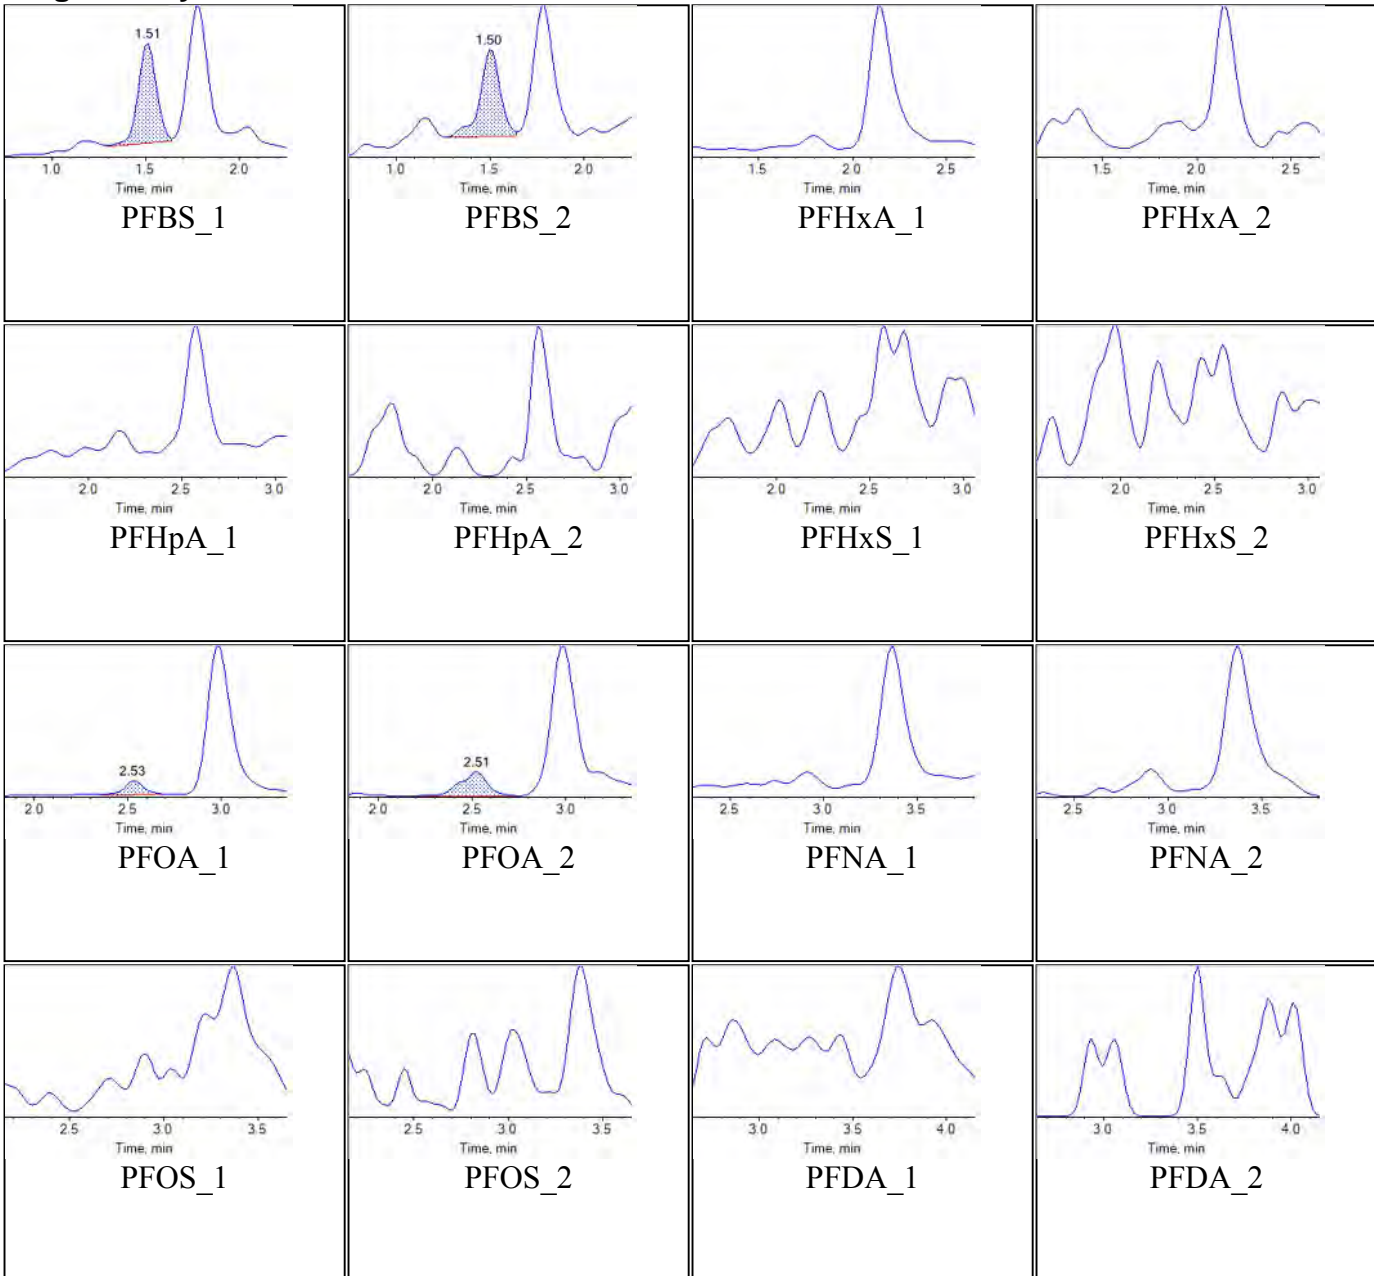 1.51
1.0 1.5 2.0
Time, min
PFBS_1
1.50
1.0 1.5 2.0
Time, min
PFBS_2
1.5 2.0 2.5
Time, min
PFHxA_1
1.5 2.0 2.5
Time, min
PFHxA_2
2.0 2.5 3.0
Time, min
PFHpA_1
2.0 2.5 3.0
Time, min
PFHpA_2
2.0 2.5 3.0
Time, min
PFHxS_1
2.0 2.5 3.0
Time, min
PFHxS_2
2.53
2.0 2.5 3.0
Time, min
PFOA_1
2.51
2.0 2.5 3.0
Time, min
PFOA_2
2.5 3.0 3.5
Time, min
PFNA_1
2.5 3.0 3.5
Time, min
PFNA_2
2.5 3.0 3.5
Time, min
PFOS_1
2.5 3.0 3.5
Time, min
PFOS_2
3.0 3.5 4.0
Time, min
PFDA_1
3.0 3.5 4.0
Time, min
PFDA_2